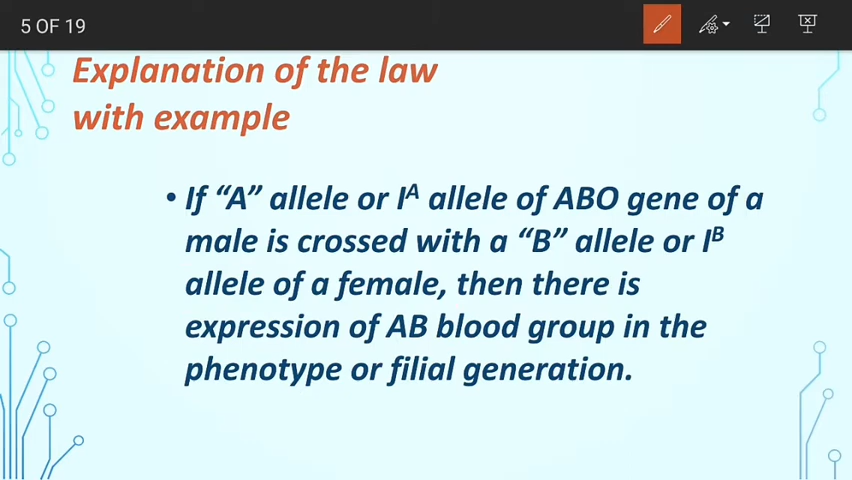 5 OF 19
Explanation of the law
with example
• If “A” allele or Iᴬ allele of ABO gene of a
male is crossed with a “B” allele or Iᴮ
allele of a female, then there is
expression of AB blood group in the
phenotype or filial generation.